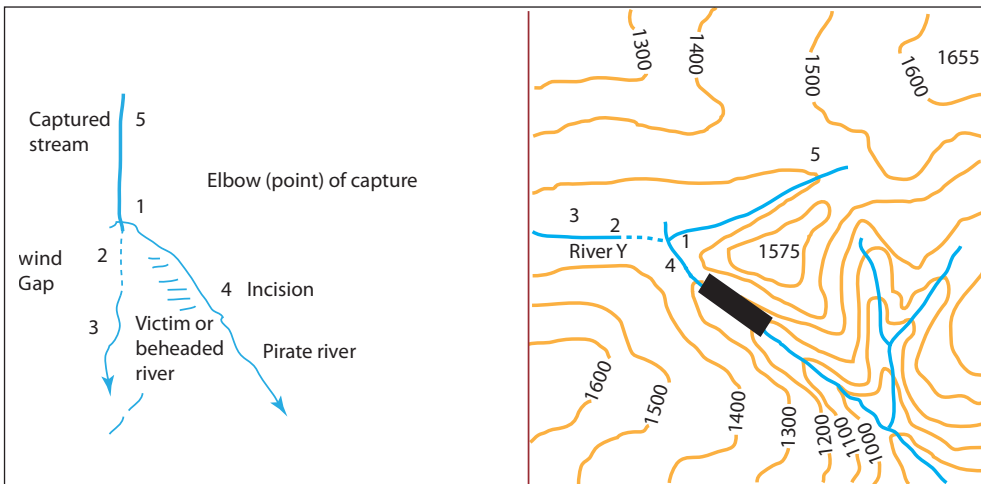 Captured
stream
5
Elbow (point) of capture
1
wind
Gap
2
4 Incision
3
Victim or
beheaded
river
Pirate river
1300
1400
1500
1600
1655
5
3
2
1
River Y
4
1575
1600
1500
1400
1300
1200
1100
1000